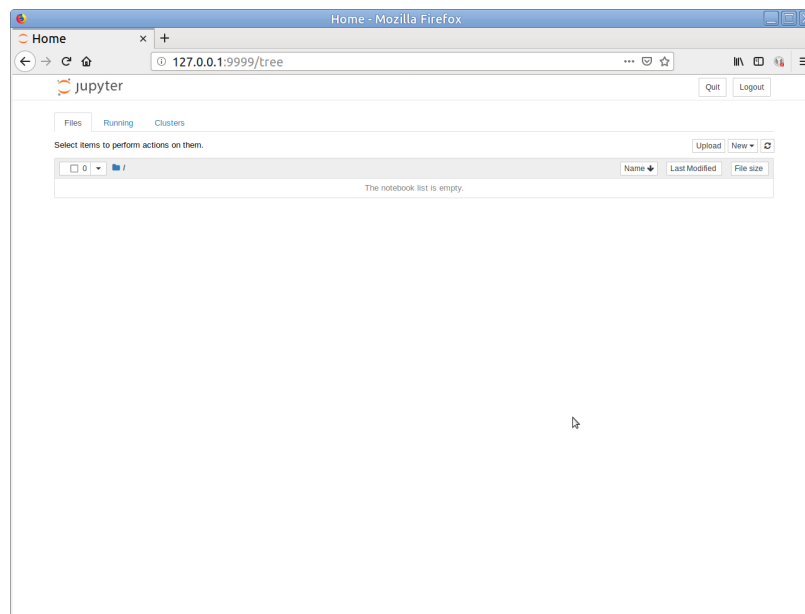 Home - Mozilla Firefox
Home × +
127.0.0.1:9999/tree
jupyter Quit Logout
Files Running Clusters
Select items to perform actions on them. Upload New
0 / Name Last Modified File size
The notebook list is empty.